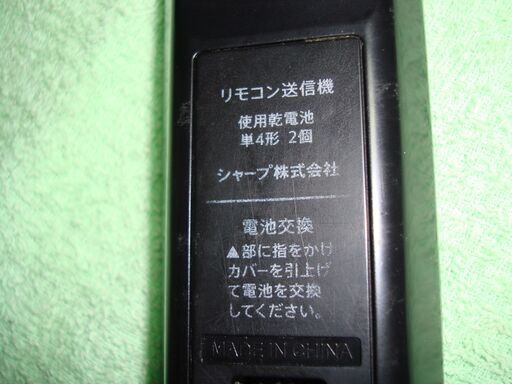 リモコン送信機
使用乾電池
単4形 2個
シャープ株式会社
電池交換
▲部に指をかけ
カバーを引上げ
て電池を交換
してください。
MADE IN CHINA